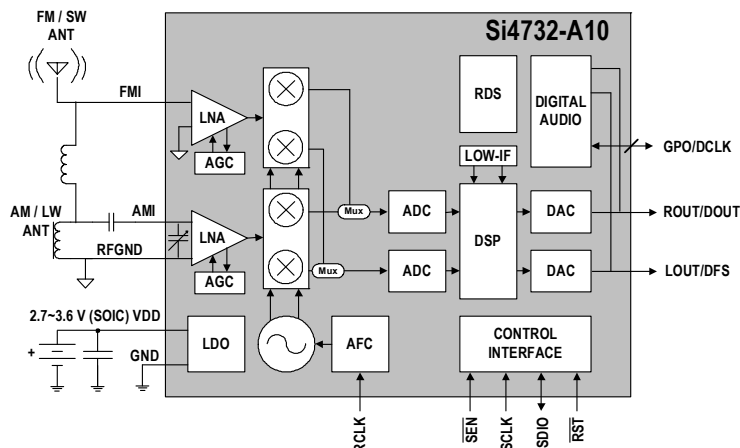 FM / SW
ANT
Si4732-A10
FMI
LNA
AGC
RDS
DIGITAL
AUDIO
GPO/DCLK
LOW-IF
AM / LW
ANT
AMI
RFGND
LNA
AGC
Mux
Mux
ADC
ADC
DSP
DAC
DAC
ROUT/DOUT
LOUT/DFS
2.7~3.6 V (SOIC) VDD
+
GND
LDO
AFC
CONTROL
INTERFACE
RCLK
SEN
SCLK
SDIO
RST